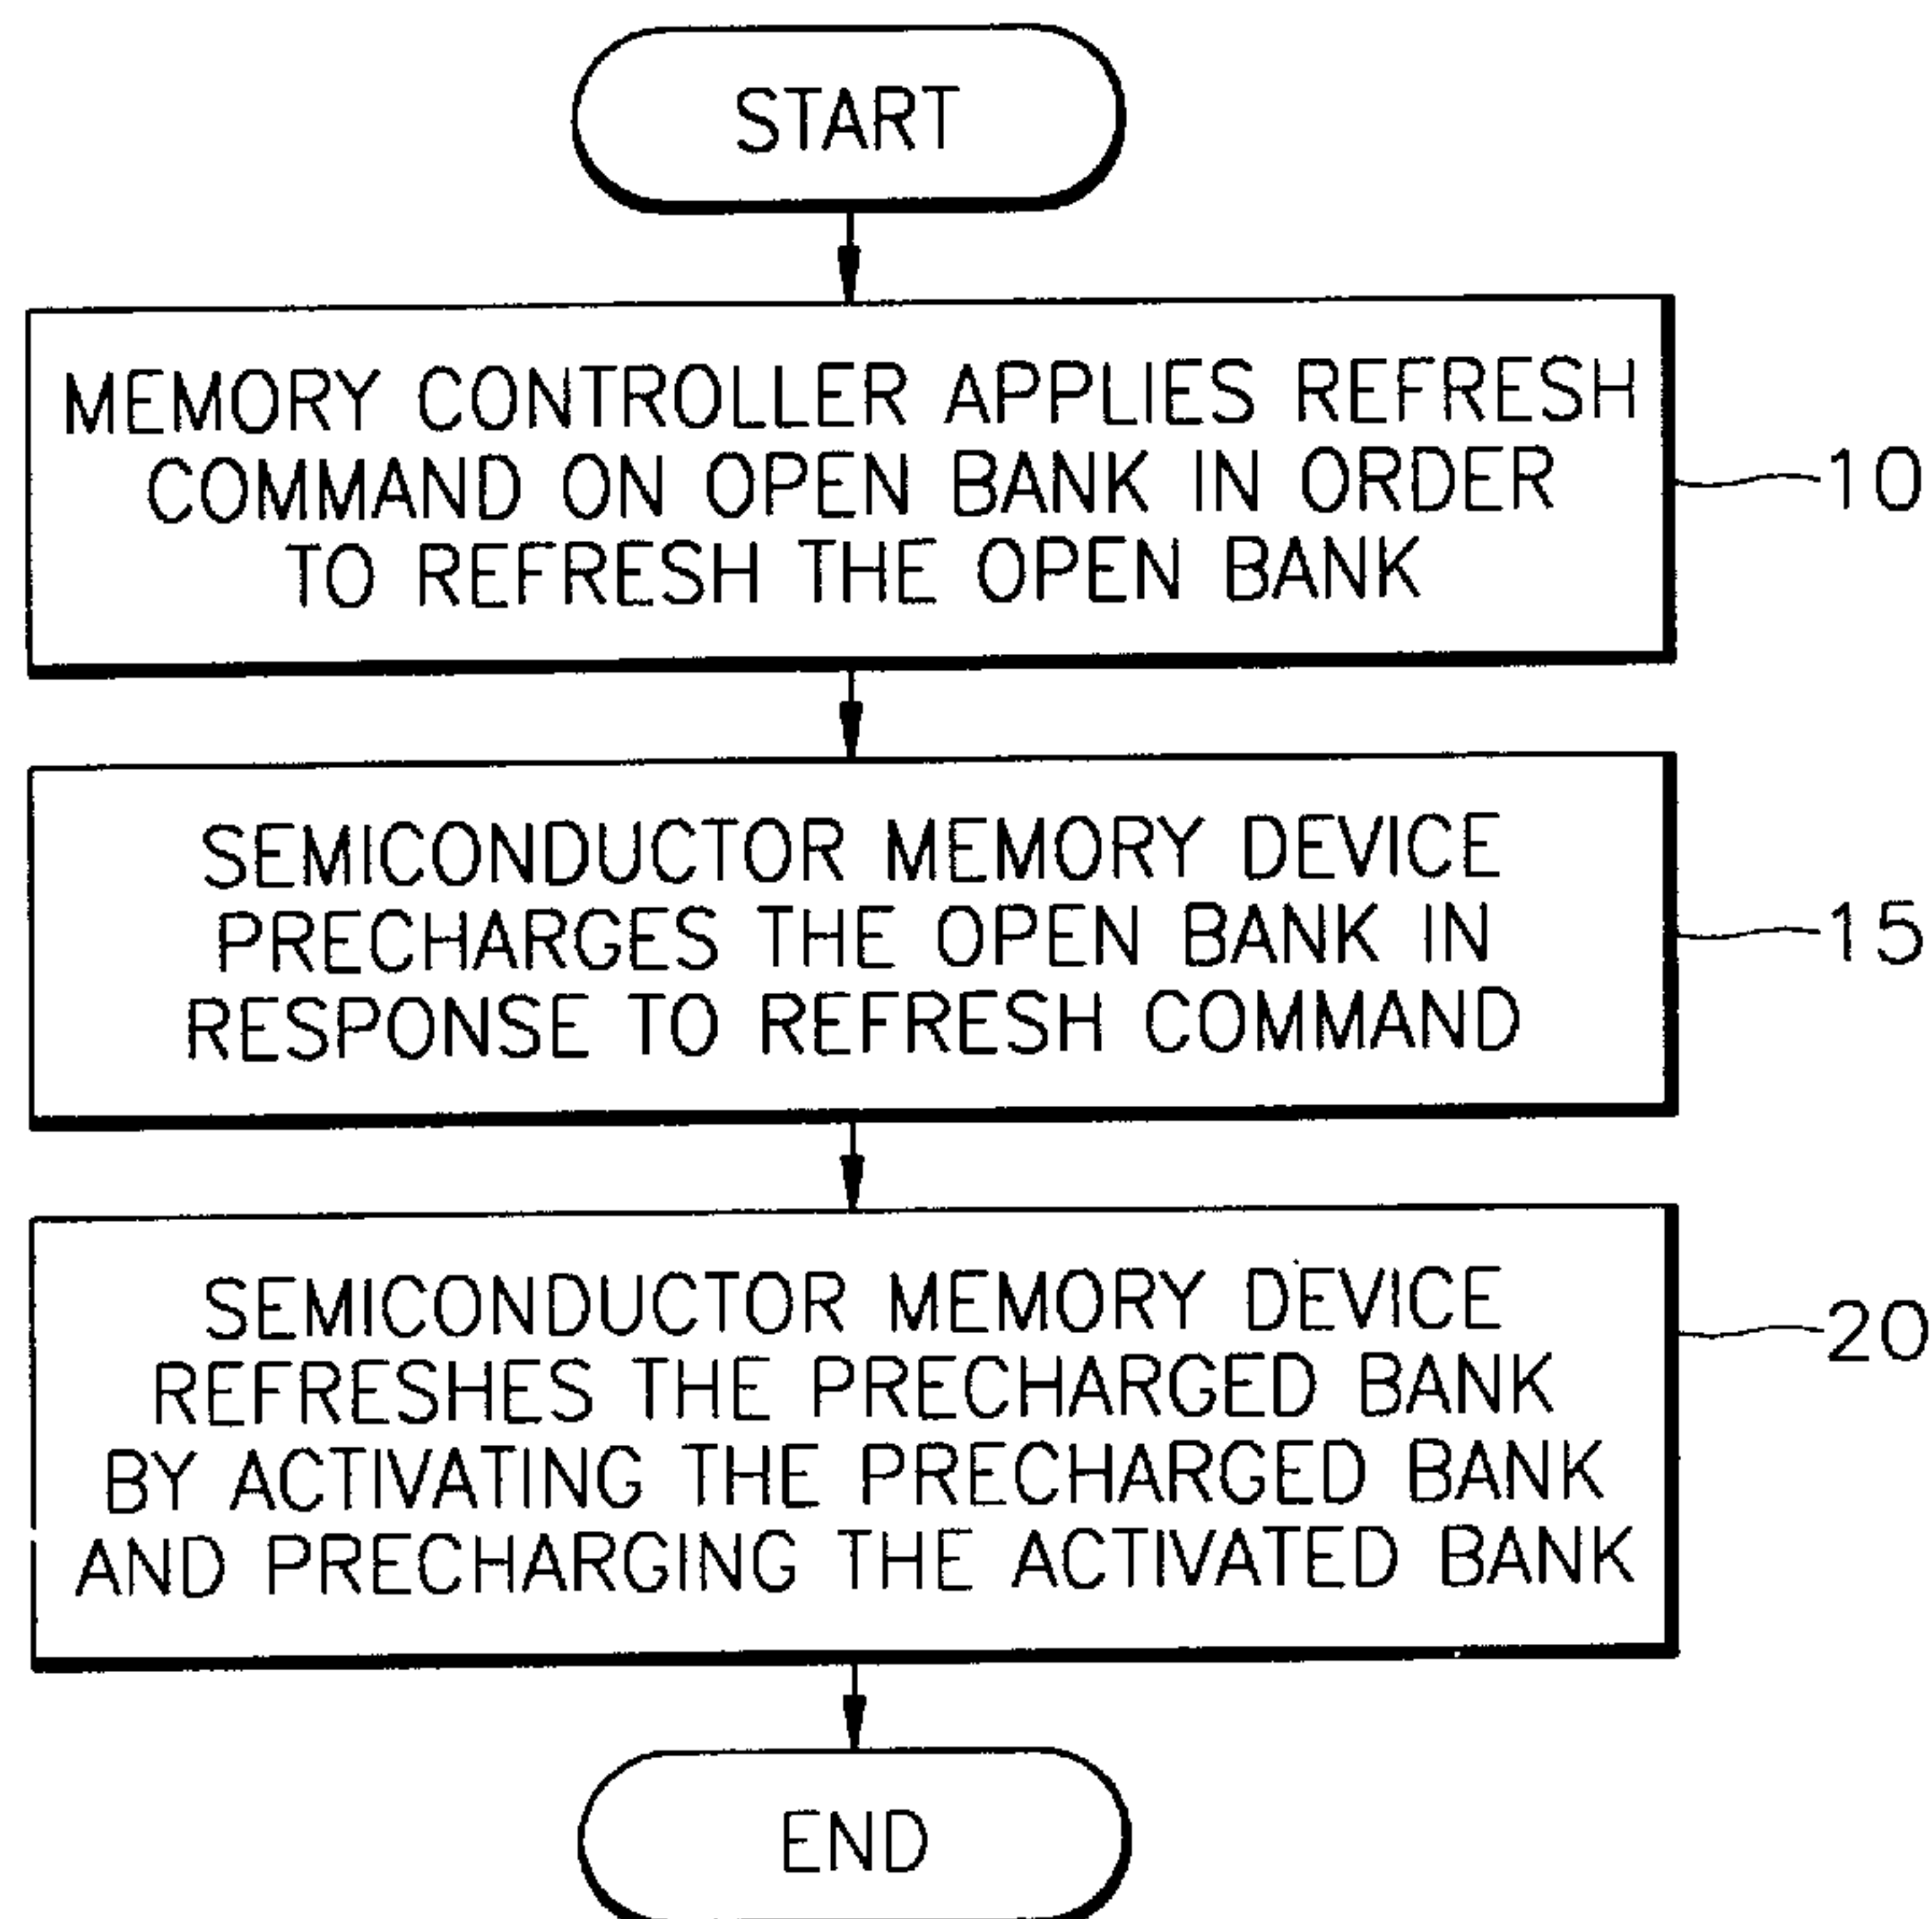 START
MEMORY CONTROLLER APPLIES REFRESH
COMMAND ON OPEN BANK IN ORDER
TO REFRESH THE OPEN BANK
10
SEMICONDUCTOR MEMORY DEVICE
PRECHARGES THE OPEN BANK IN
RESPONSE TO REFRESH COMMAND
15
SEMICONDUCTOR MEMORY DEVICE
REFRESHES THE PRECHARGED BANK
BY ACTIVATING THE PRECHARGED BANK
AND PRECHARGING THE ACTIVATED BANK
20
END